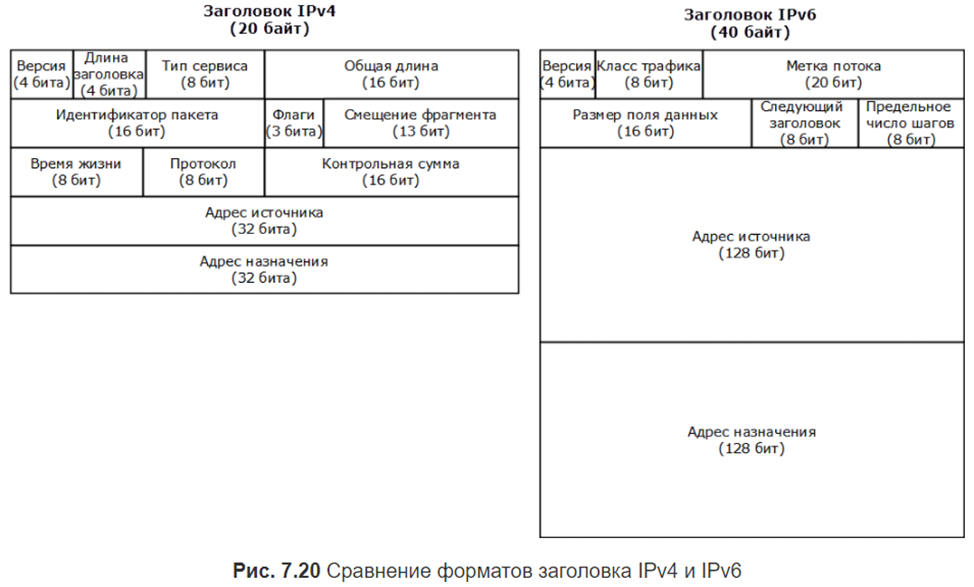 Заголовок IPv4
(20 байт)
Версия
(4 бита)
Длина
заголовка
(4 бита)
Тип сервиса
(8 бит)
Общая длина
(16 бит)
Идентификатор пакета
(16 бит)
Флаги
(3 бита)
Смещение фрагмента
(13 бит)
Время жизни
(8 бит)
Протокол
(8 бит)
Контрольная сумма
(16 бит)
Адрес источника
(32 бита)
Адрес назначения
(32 бита)
Заголовок IPv6
(40 байт)
Версия
(4 бита)
Класс трафика
(8 бит)
Метка потока
(20 бит)
Размер поля данных
(16 бит)
Следующий
заголовок
(8 бит)
Предельное
число шагов
(8 бит)
Адрес источника
(128 бит)
Адрес назначения
(128 бит)
Рис. 7.20 Сравнение форматов заголовка IPv4 и IPv6